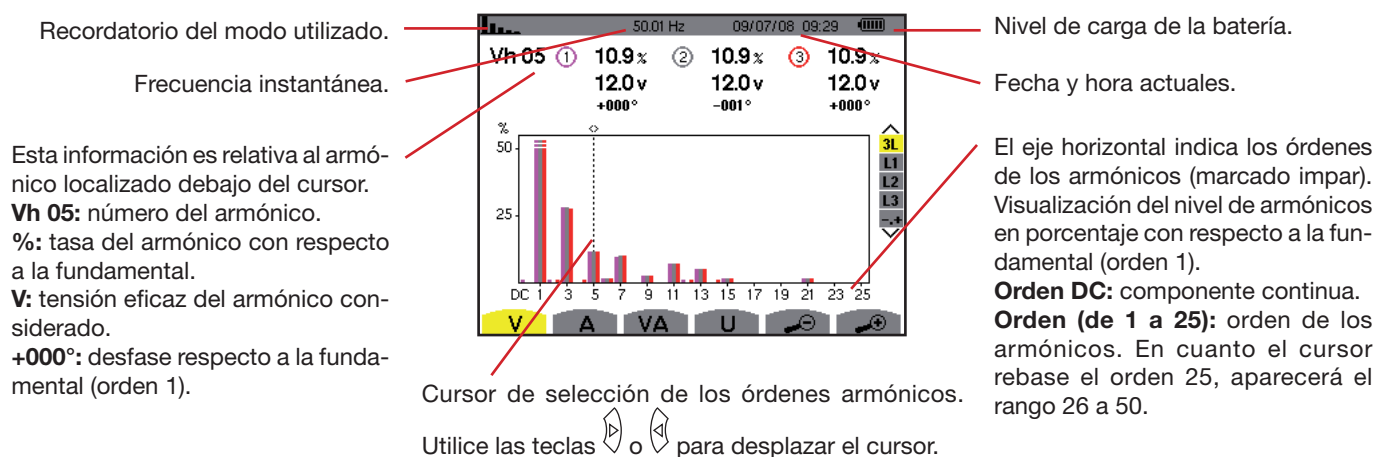 Recordatorio del modo utilizado.
Frecuencia instantánea.
Esta información es relativa al armó-
nico localizado debajo del cursor.
Vh 05: número del armónico.
%: tasa del armónico con respecto
a la fundamental.
V: tensión eficaz del armónico con-
siderado.
+000°: desfase respecto a la funda-
mental (orden 1).
50.01 Hz 09/07/08 09:29
Vh 05 1 10.9 % 2 10.9 % 3 10.9 %
12.0 v 12.0 v 12.0 v
+000° -001° +000°
%
50
25
3L
L1
L2
L3
-.+
DC 1 3 5 7 9 11 13 15 17 19 21 23 25
V A VA U
Cursor de selección de los órdenes armónicos.
Utilice las teclas o para desplazar el cursor.
Nivel de carga de la batería.
Fecha y hora actuales.
El eje horizontal indica los órdenes
de los armónicos (marcado impar).
Visualización del nivel de armónicos
en porcentaje con respecto a la fun-
damental (orden 1).
Orden DC: componente continua.
Orden (de 1 a 25): orden de los
armónicos. En cuanto el cursor
rebase el orden 25, aparecerá el
rango 26 a 50.